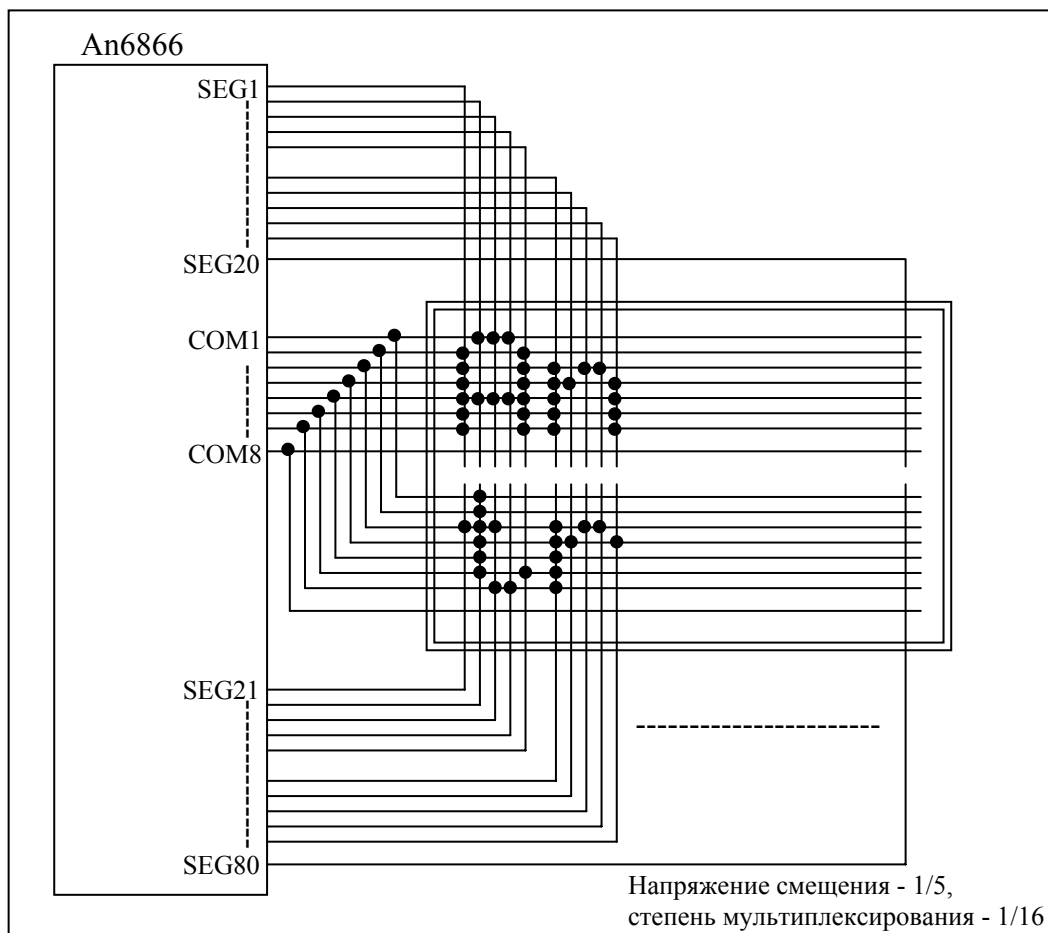 An6866
SEG1
SEG20
COM1
COM8
SEG21
SEG80
Напряжение смещения - 1/5,
степень мультиплексирования - 1/16